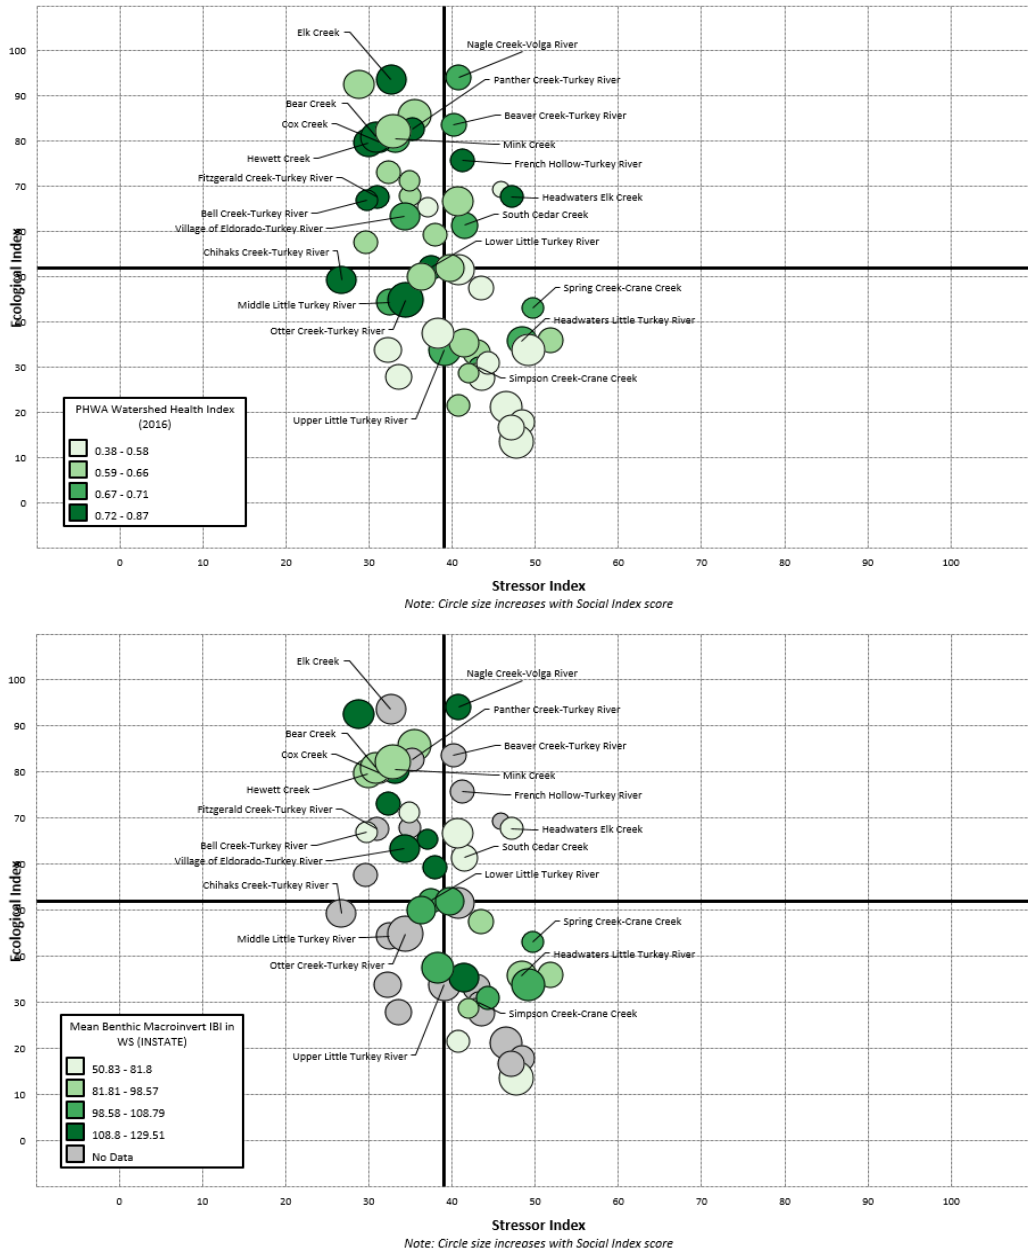 Elk Creek
Nagle Creek-Volga River
Panther Creek-Turkey River
Bear Creek
Beaver Creek-Turkey River
Cox Creek
Mink Creek
Hewett Creek
French Hollow-Turkey River
Fitzgerald Creek-Turkey River
Headwaters Elk Creek
Bell Creek-Turkey River
South Cedar Creek
Village of Eldorado-Turkey River
Lower Little Turkey River
Chihaks Creek-Turkey River
Spring Creek-Crane Creek
Middle Little Turkey River
Headwaters Little Turkey River
Otter Creek-Turkey River
Simpson Creek-Crane Creek
Upper Little Turkey River
Ecological Index
100
90
80
70
60
50
40
30
20
10
0
PHWA Watershed Health Index
(2016)
0.38 - 0.58
0.59 - 0.66
0.67 - 0.71
0.72 - 0.87
0 10 20 30 40 50 60 70 80 90 100
Stressor Index
Note: Circle size increases with Social Index score
Elk Creek
Nagle Creek-Volga River
Panther Creek-Turkey River
Bear Creek
Beaver Creek-Turkey River
Cox Creek
Mink Creek
Hewett Creek
French Hollow-Turkey River
Fitzgerald Creek-Turkey River
Headwaters Elk Creek
Bell Creek-Turkey River
South Cedar Creek
Village of Eldorado-Turkey River
Lower Little Turkey River
Chihaks Creek-Turkey River
Spring Creek-Crane Creek
Middle Little Turkey River
Headwaters Little Turkey River
Otter Creek-Turkey River
Simpson Creek-Crane Creek
Upper Little Turkey River
Ecological Index
100
90
80
70
60
50
40
30
20
10
0
Mean Benthic Macroinvert IBI in
WS (INSTATE)
50.83 - 81.8
81.81 - 98.57
98.58 - 108.79
108.8 - 129.51
No Data
0 10 20 30 40 50 60 70 80 90 100
Stressor Index
Note: Circle size increases with Social Index score